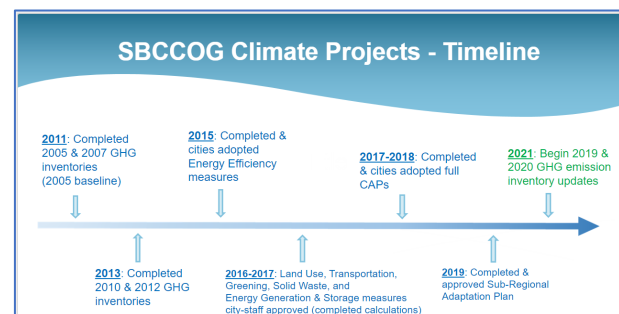 SBCCOG Climate Projects - Timeline
2011: Completed
2005 & 2007 GHG
inventories
(2005 baseline)
2015: Completed &
cities adopted
Energy Efficiency
measures
2017-2018: Completed
& cities adopted full
CAPs
2021: Begin 2019 &
2020 GHG emission
inventory updates
2013: Completed
2010 & 2012 GHG
inventories
2016-2017: Land Use, Transportation,
Greening, Solid Waste, and
Energy Generation & Storage measures
city-staff approved (completed calculations)
2019: Completed &
approved Sub-Regional
Adaptation Plan